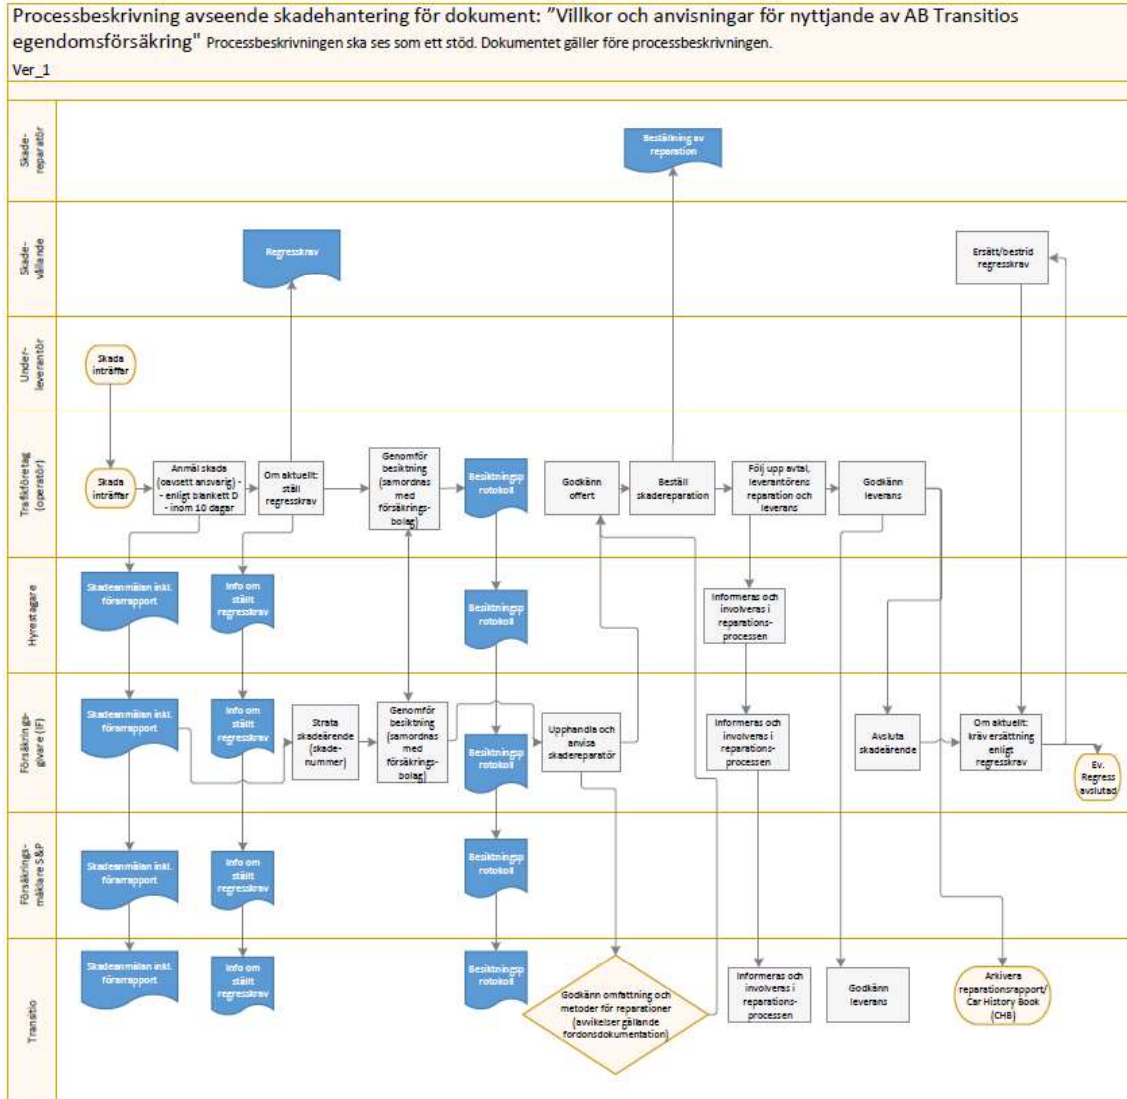 Processbeskrivning avseende skadehantering för dokument: ”Villkor och anvisningar för nyttjande av AB Transitios
egendomsförsäkring" Processbeskrivningen ska ses som ett stöd. Dokumentet gäller före processbeskrivningen.
Ver_1
Skade-
reparatör
Beställning av
reparation
Skade-
vållande
Regresskrav
Ersätt/bestrid
regresskrav
Under-
leverantör
Skada
inträffar
Trafikföretag
(operatör)
Skada
inträffar
Anmäl skada
(oavsett ansvarig) -
- enligt blankett D
- inom 10 dagar
Om aktuellt:
ställ
regresskrav
Genomför
besiktning
(samordnas
med
försäkrings-
bolag)
Besiktningsp
rotokoll
Godkänn
offert
Beställ
skadereparation
Följ upp avtal,
leverantörens
reparation och
leverans
Godkänn
leverans
Hyrestagare
Skadeanmälan inkl.
förarrapport
Info om
ställt
regresskrav
Besiktningsp
rotokoll
Informeras och
involveras i
reparations-
processen
Försäkrings-
givare (IF)
Skadeanmälan inkl.
förarrapport
Info om
ställt
regresskrav
Strata
skadeärende
(skade-
nummer)
Genomför
besiktning
(samordnas
med
försäkrings-
bolag)
Besiktningsp
rotokoll
Upphandla och
anvisa
skadereparatör
Informeras och
involveras i
reparations-
processen
Avsluta
skadeärende
Om aktuellt:
kräv ersättning
enligt
regresskrav
Ev.
Regress
avslutad
Försäkrings-
mäklare S&P
Skadeanmälan inkl.
förarrapport
Info om
ställt
regresskrav
Besiktningsp
rotokoll
Transitio
Skadeanmälan inkl.
förarrapport
Info om
ställt
regresskrav
Besiktningsp
rotokoll
Godkänn omfattning och
metoder för reparationer
(avvikelser gällande
fordonsdokumentation)
Informeras och
involveras i
reparations-
processen
Godkänn
leverans
Arkivera
reparationsrapport/
Car History Book
(CHB)